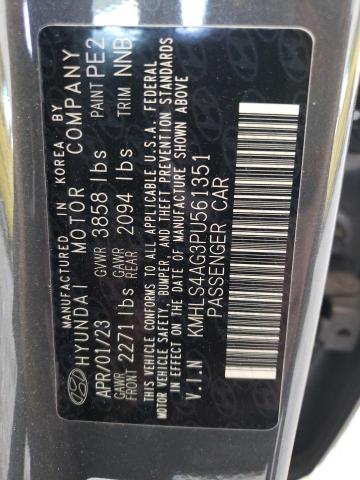 MANUFACTURED IN KOREA BY
HYUNDAI MOTOR COMPANY
APR/01/23 GVWR 3858 lbs PAINT PE2
GAWR FRONT 2271 lbs GAWR REAR 2094 lbs TRIM NNB
THIS VEHICLE CONFORMS TO ALL APPLICABLE U.S.A. FEDERAL
MOTOR VEHICLE SAFETY, BUMPER, AND THEFT PREVENTION STANDARDS
IN EFFECT ON THE DATE OF MANUFACTURE SHOWN ABOVE
V.I.N KMHLS4AG3PU561351
PASSENGER CAR